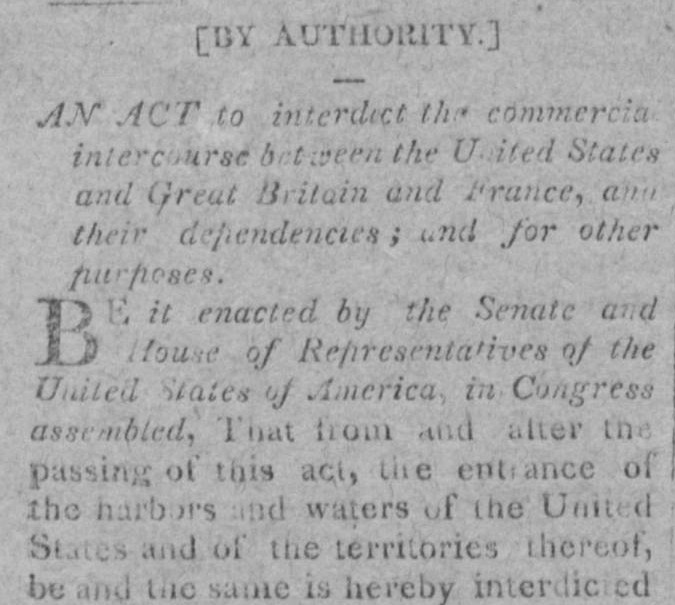 [BY AUTHORITY.]
AN ACT to interdict the commercial
intercourse between the United States
and Great Britain and France, and
their dependencies; and for other
purposes.
BE it enacted by the Senate and
House of Representatives of the
United States of America, in Congress
assembled, That from and after the
passing of this act, the entrance of
the harbors and waters of the United
States and of the territories thereof,
be and the same is hereby interdicted